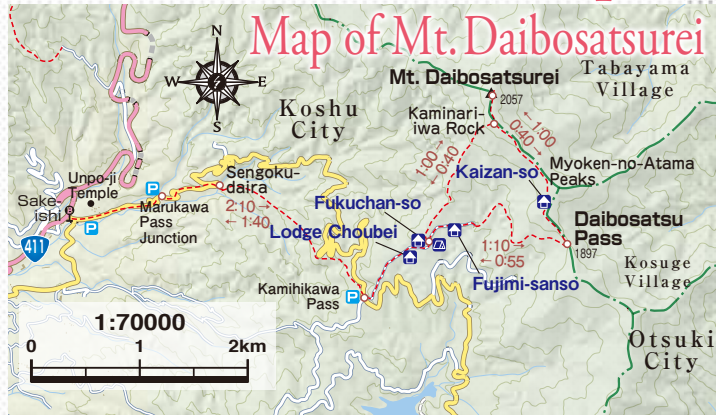 Map of Mt. Daibosatsurei
N
W
E
S
Koshu
City
Mt. Daibosatsurei
2057
Tabayama
Village
Kaminari-
iwa Rock
1:00→
←0:40
←1:00
0:40→
Myoken-no-Atama
Peaks
Kaizan-so
Unpo-ji
Temple
Sake-
ishi
P
P
411
Marukawa
Pass
Junction
Sengoku-
daira
2:10→
←1:40
Fukuchan-so
Lodge Choubei
Daibosatsu
Pass
1897
1:10→
←0:55
Fujimi-sanso
Kosuge
Village
Kamihikawa
Pass
P
Otsuki
City
1:70000
0
1
2km